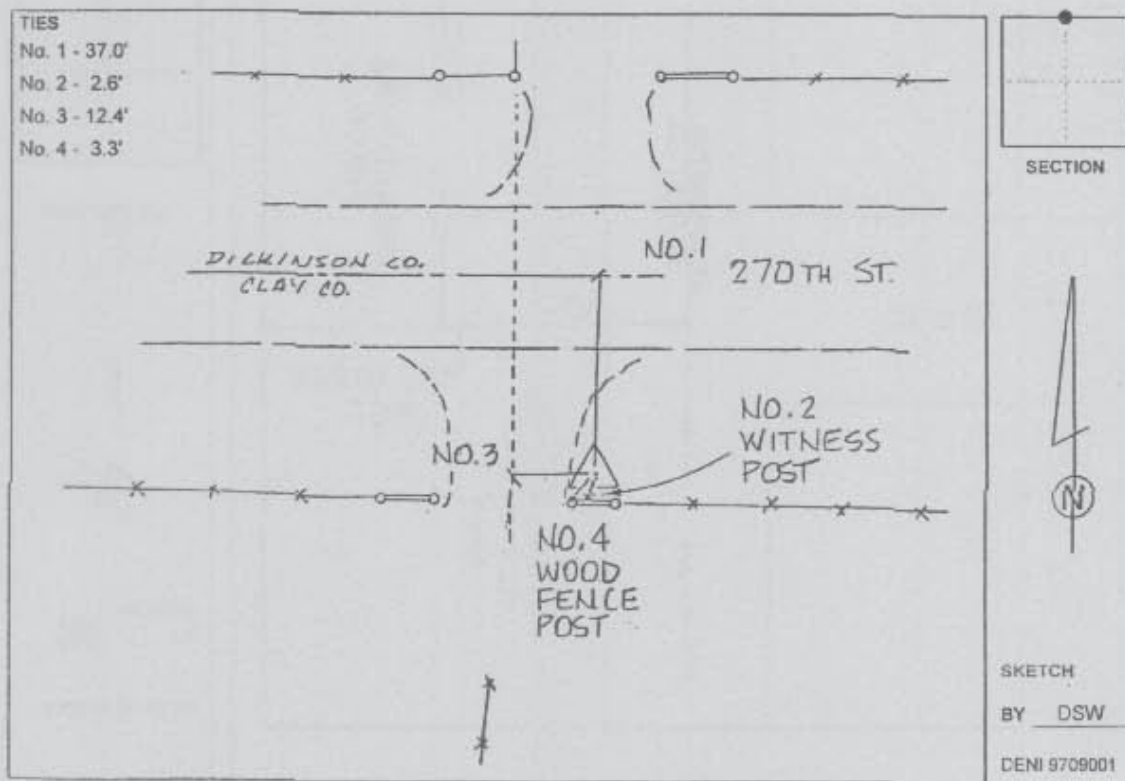 TIES
No. 1 - 37.0'
No. 2 - 2.6'
No. 3 - 12.4'
No. 4 - 3.3'
SECTION
NO.1
270TH ST.
DICKINSON CO.
CLAY CO.
NO.2
WITNESS
POST
NO.3
NO.4
WOOD
FENCE
POST
N
SKETCH
BY DSW
DENI 9709001